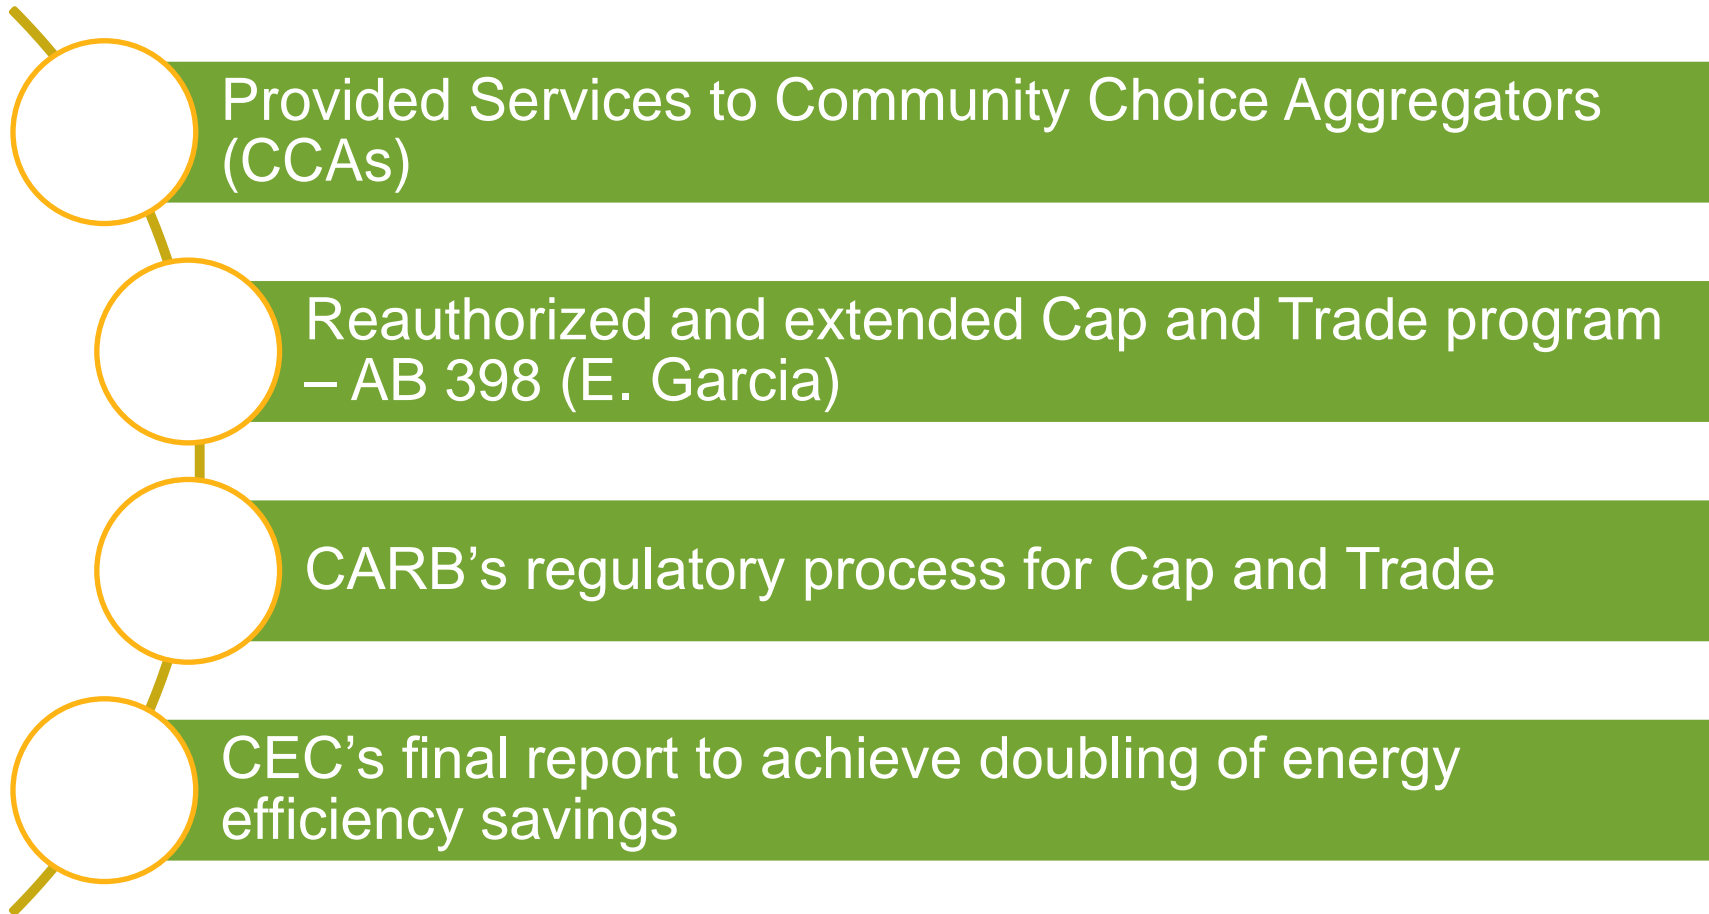 Provided Services to Community Choice Aggregators
(CCAs)
Reauthorized and extended Cap and Trade program
– AB 398 (E. Garcia)
CARB’s regulatory process for Cap and Trade
CEC’s final report to achieve doubling of energy
efficiency savings